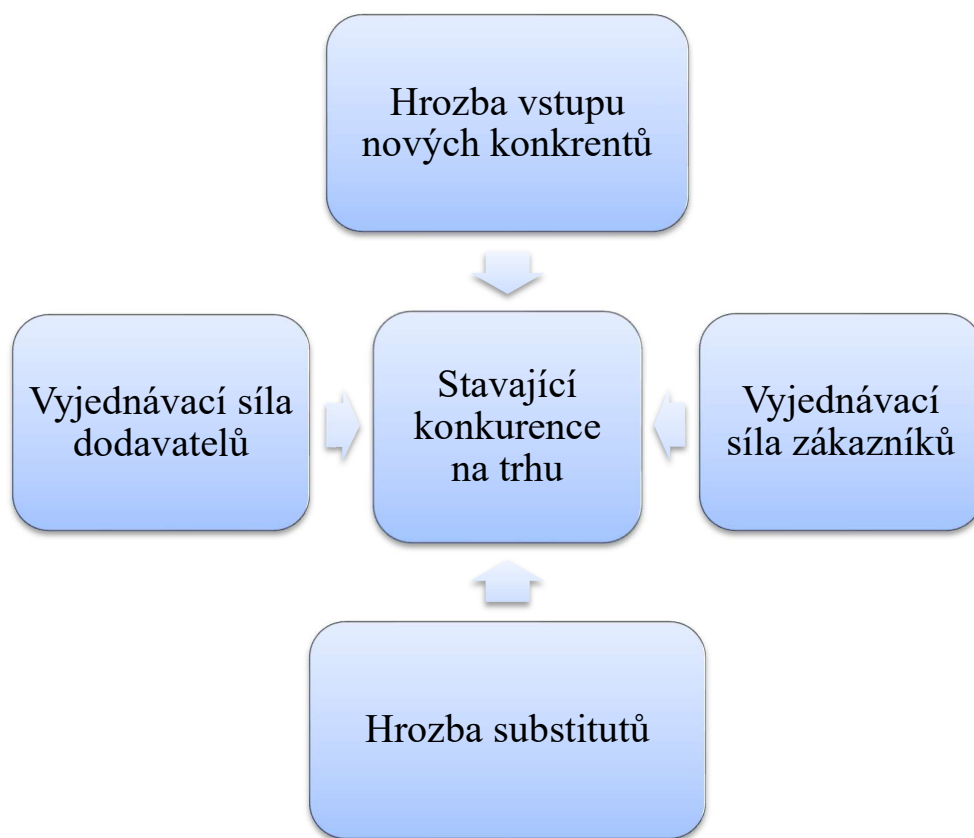 Hrozba vstupu
nových konkrentů
Vyjednávací síla
dodavatelů
Stavající
konkurence
na trhu
Vyjednávací
síla zákazníků
Hrozba substitutů